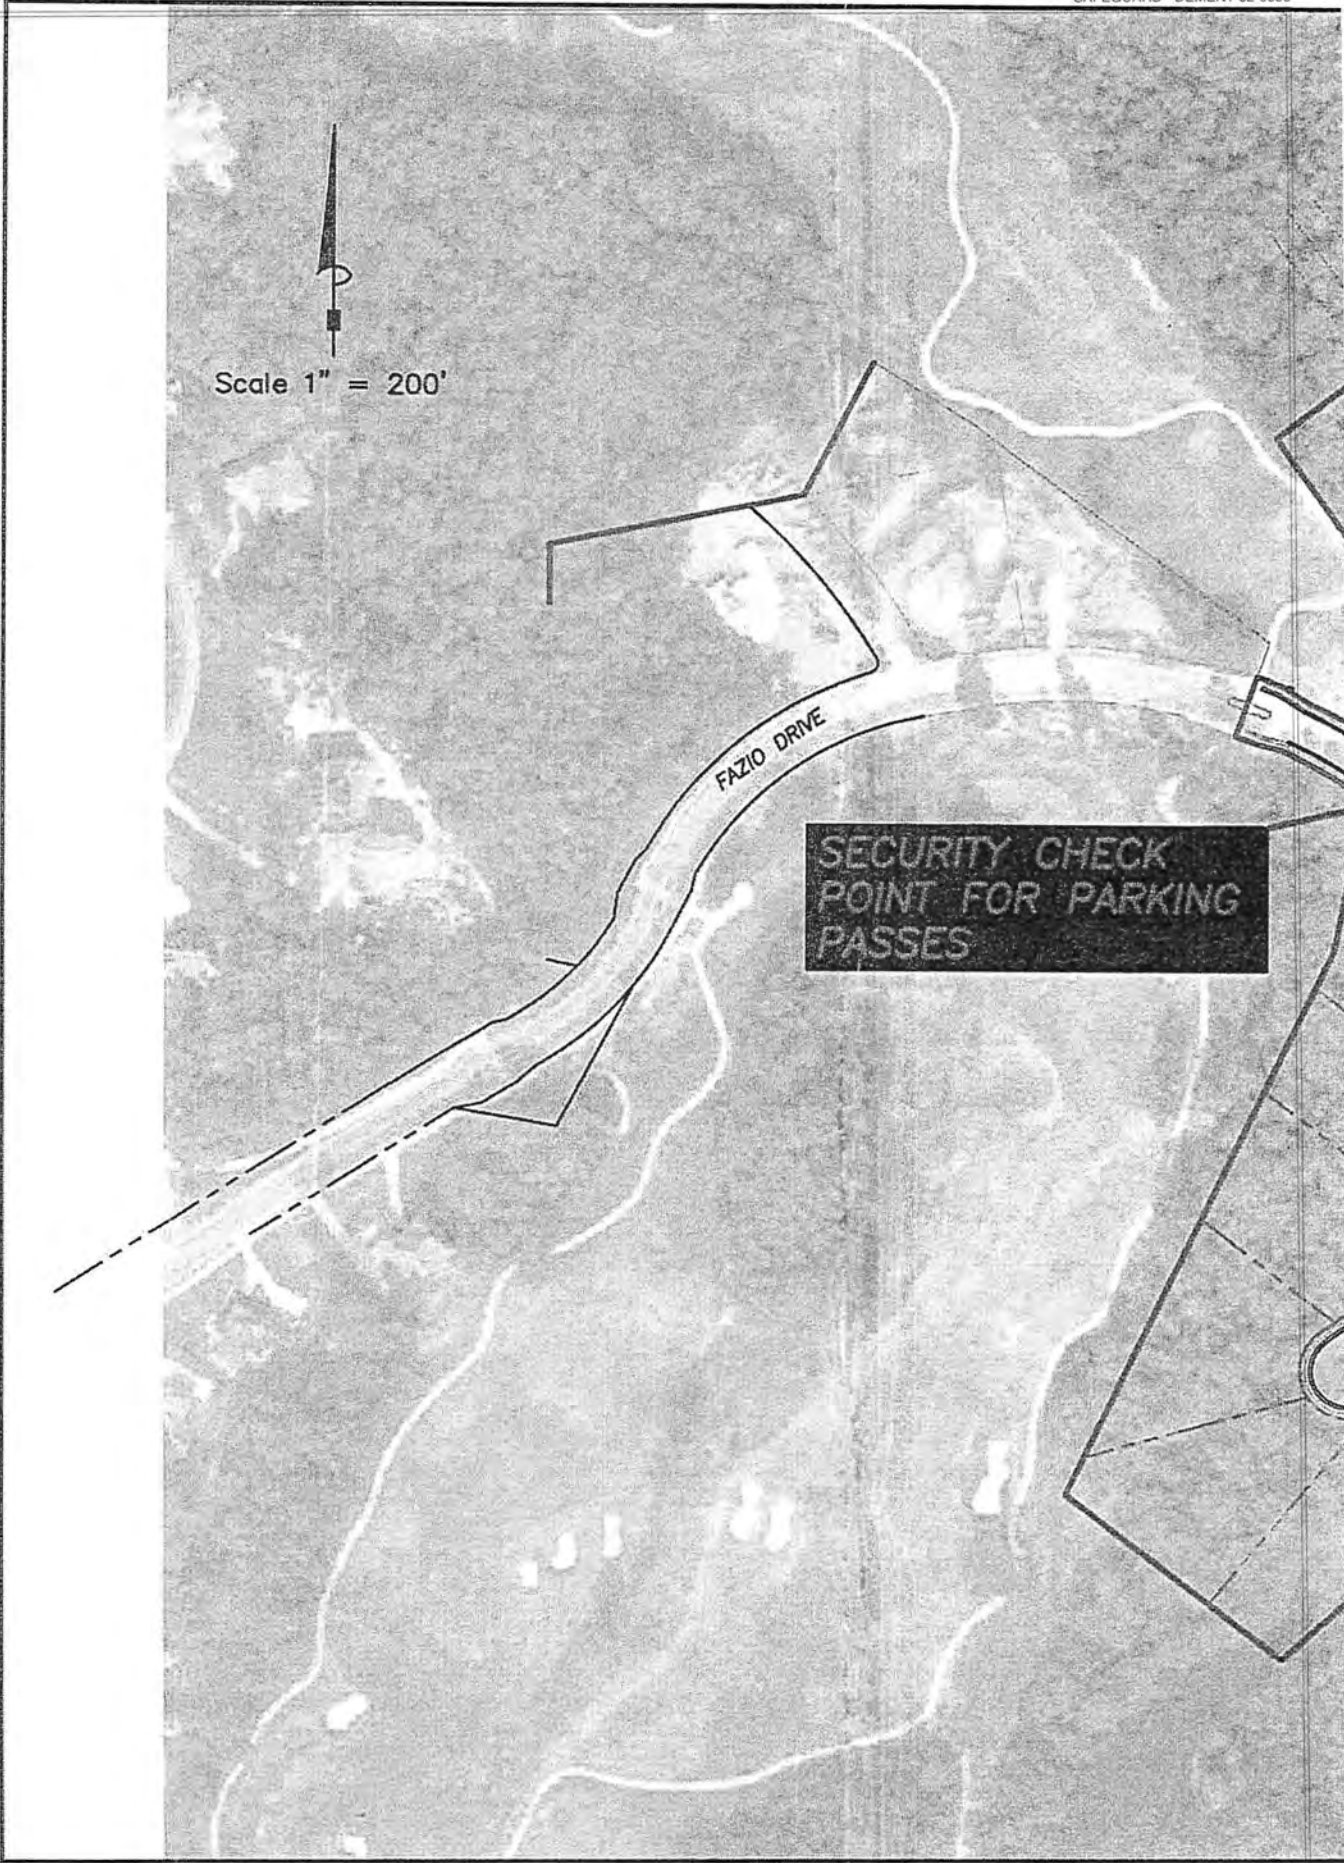 Scale 1" = 200'
FAZIO DRIVE
SECURITY CHECK
POINT FOR PARKING
PASSES